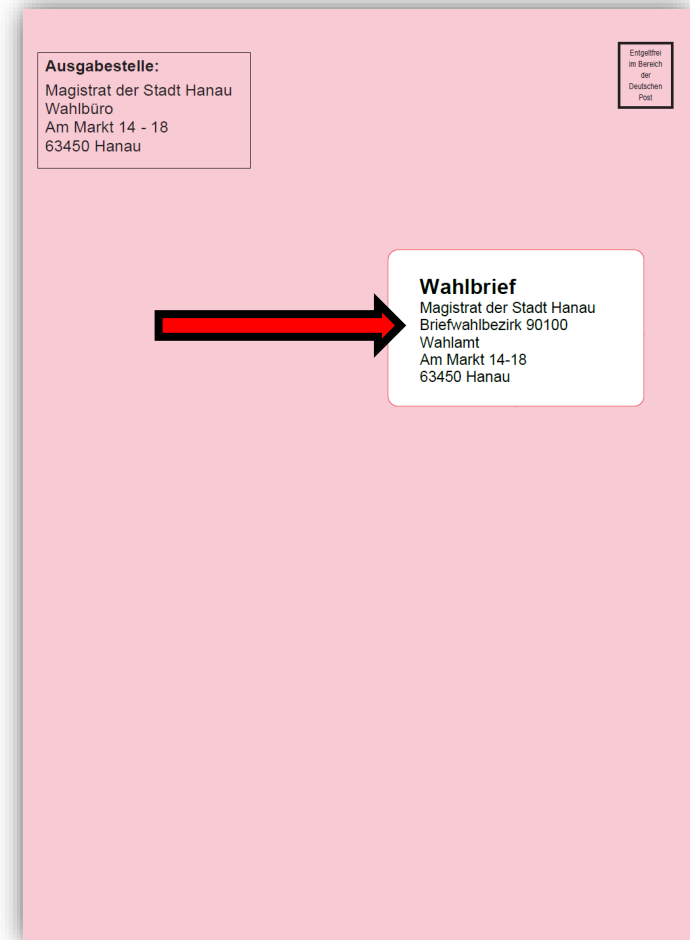 Ausgabestelle:
Magistrat der Stadt Hanau
Wahlbüro
Am Markt 14 - 18
63450 Hanau
Entgeltfrei
im Bereich
der
Deutschen
Post
Wahlbrief
Magistrat der Stadt Hanau
Briefwahlbezirk 90100
Wahlamt
Am Markt 14-18
63450 Hanau